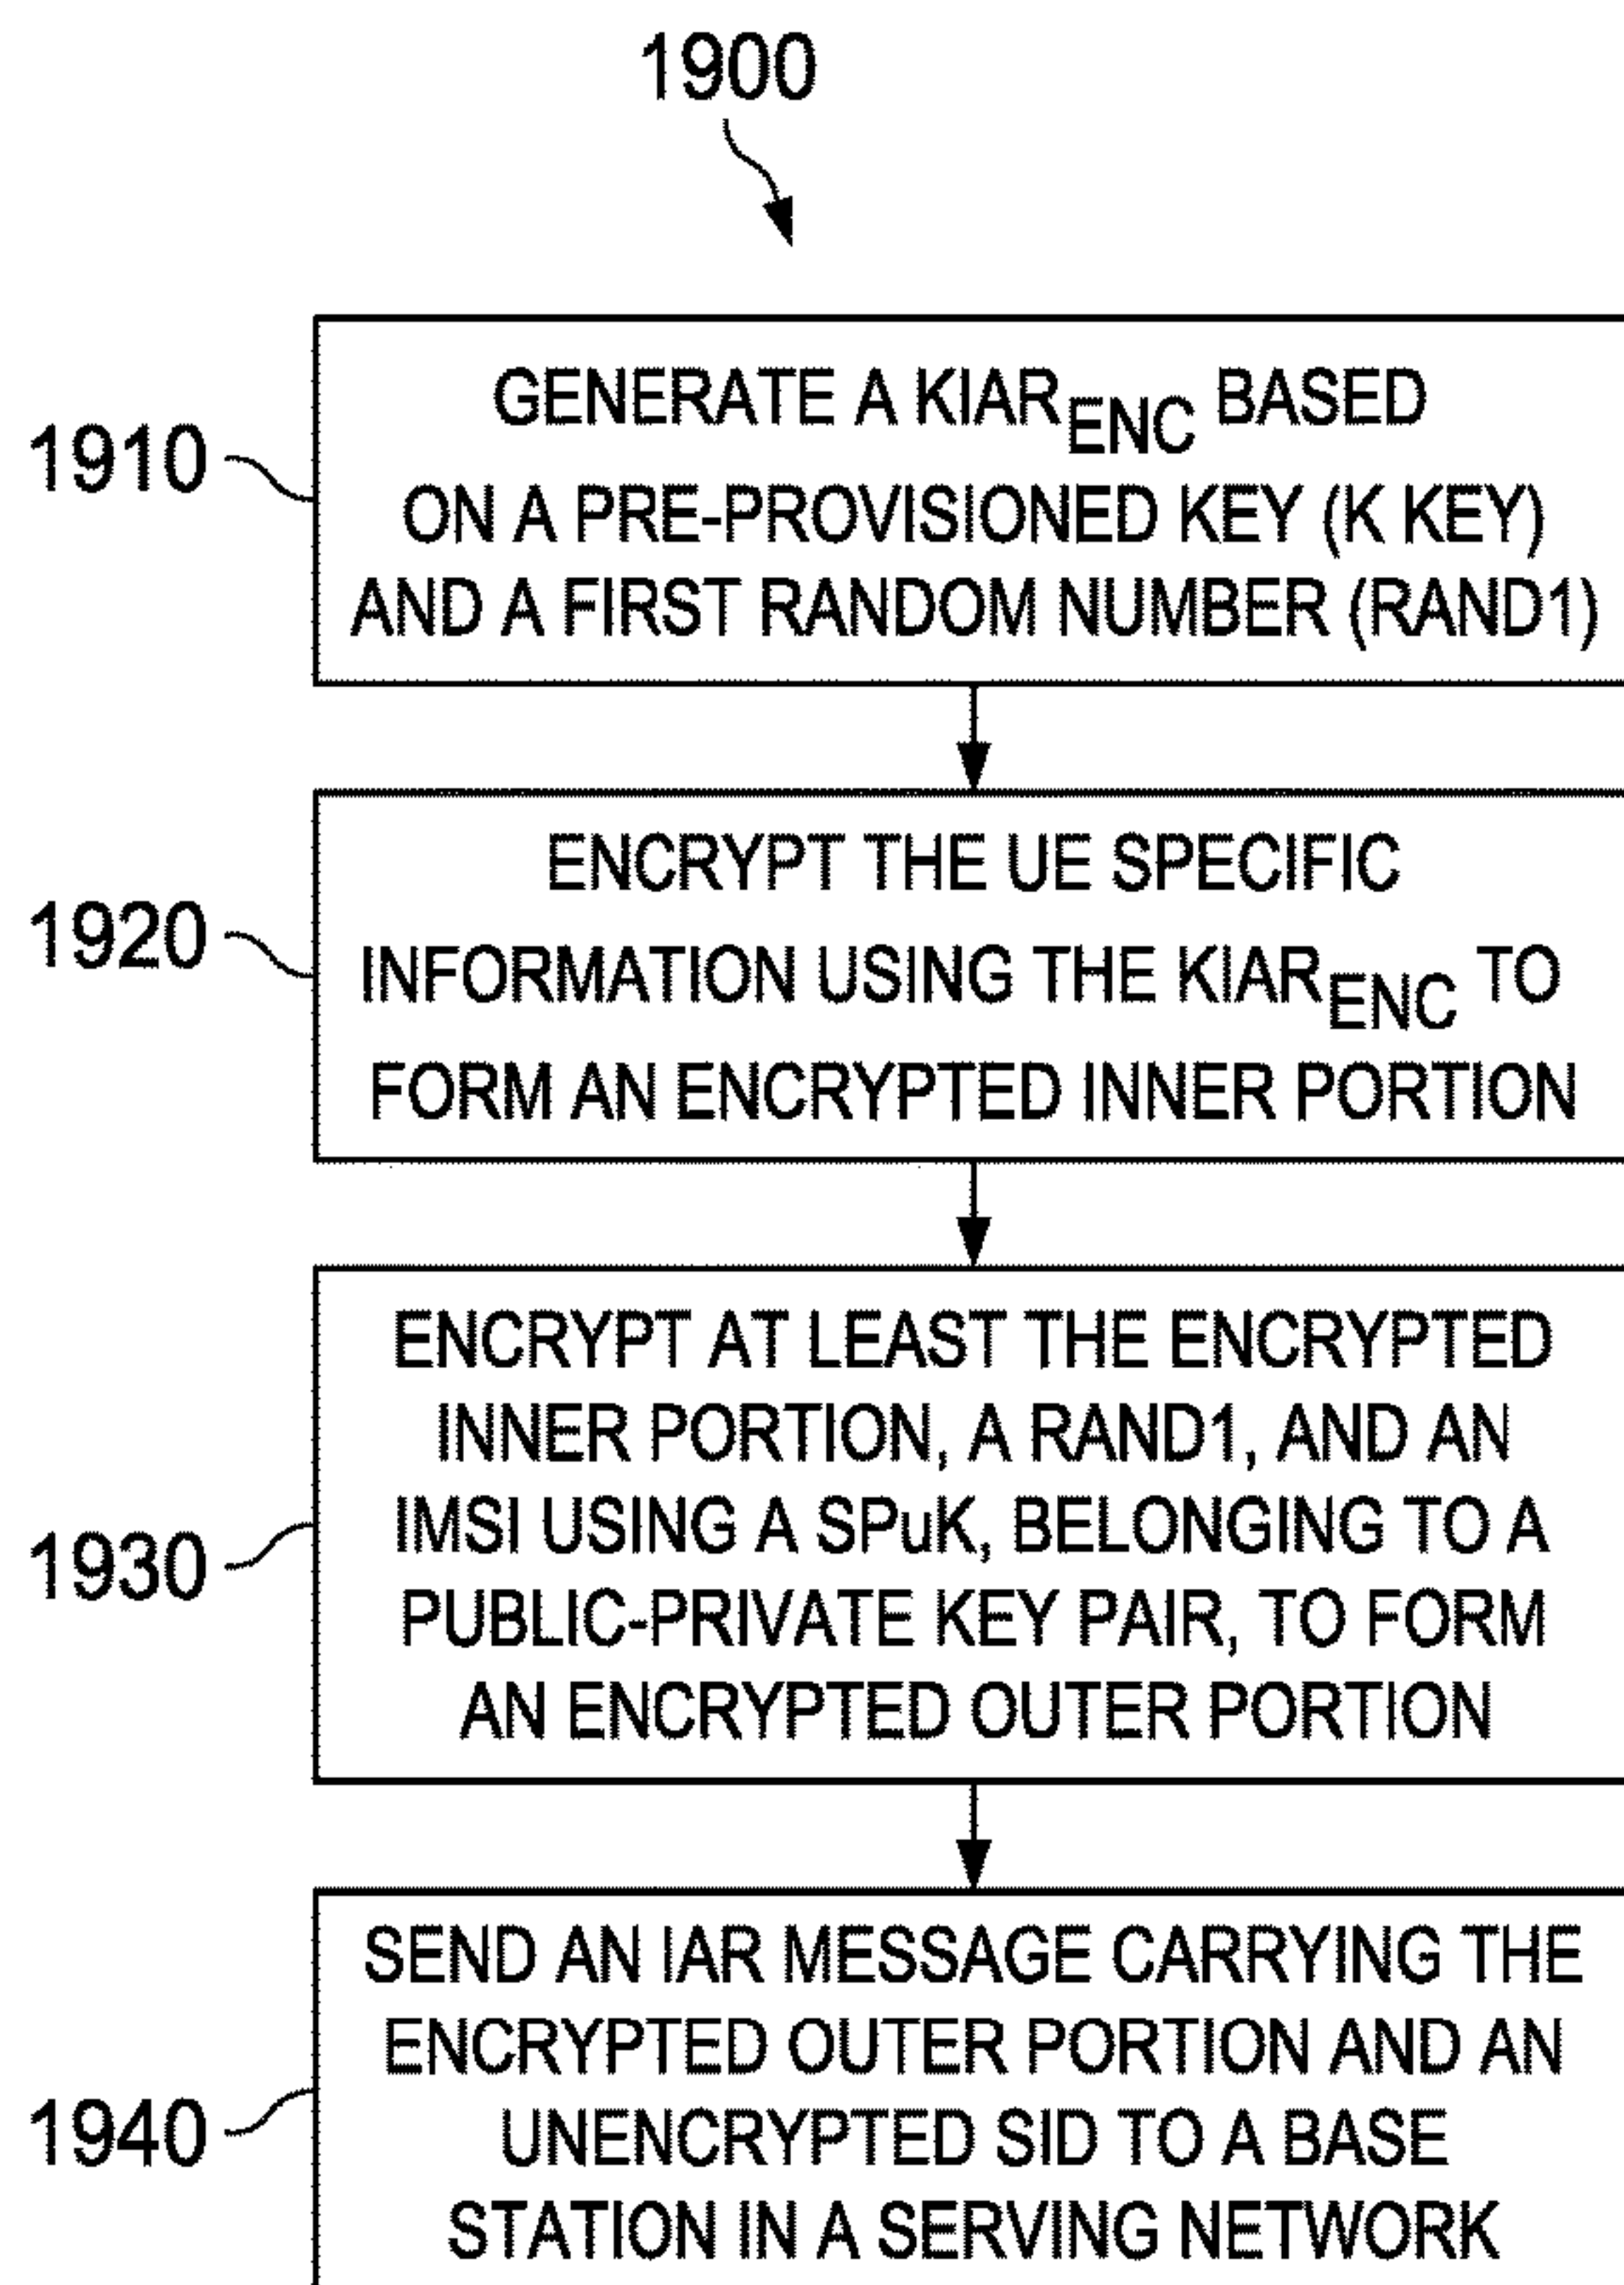 1900
1910
GENERATE A KIAR_ENC BASED
ON A PRE-PROVISIONED KEY (K KEY)
AND A FIRST RANDOM NUMBER (RAND1)
1920
ENCRYPT THE UE SPECIFIC
INFORMATION USING THE KIAR_ENC TO
FORM AN ENCRYPTED INNER PORTION
1930
ENCRYPT AT LEAST THE ENCRYPTED
INNER PORTION, A RAND1, AND AN
IMSI USING A SPuK, BELONGING TO A
PUBLIC-PRIVATE KEY PAIR, TO FORM
AN ENCRYPTED OUTER PORTION
1940
SEND AN IAR MESSAGE CARRYING THE
ENCRYPTED OUTER PORTION AND AN
UNENCRYPTED SID TO A BASE
STATION IN A SERVING NETWORK